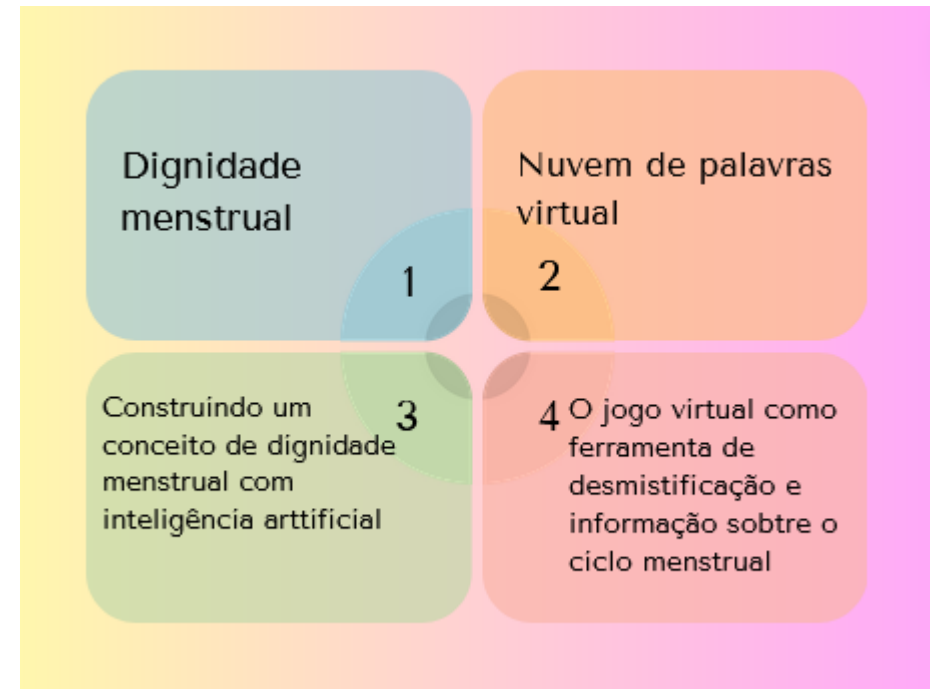 Dignidade
menstrual
1
Nuvem de palavras
virtual
2
Construindo um
conceito de dignidade
menstrual com
inteligência arttificial
3
4
O jogo virtual como
ferramenta de
desmistificação e
informação sobtre o
ciclo menstrual